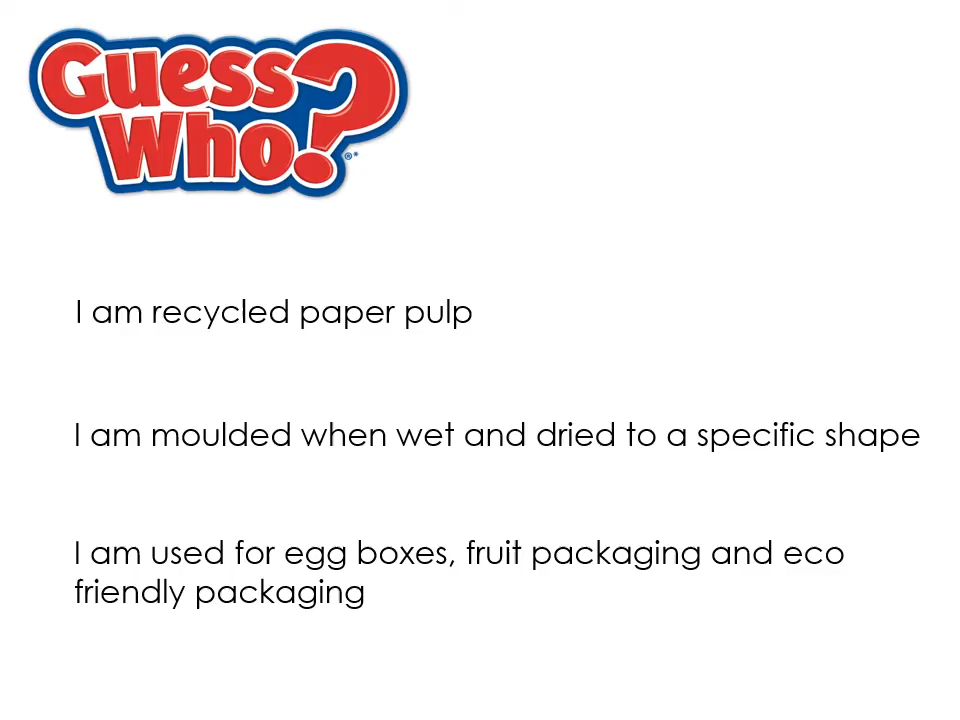 Guess
Who?®*
I am recycled paper pulp
I am moulded when wet and dried to a specific shape
I am used for egg boxes, fruit packaging and eco
friendly packaging